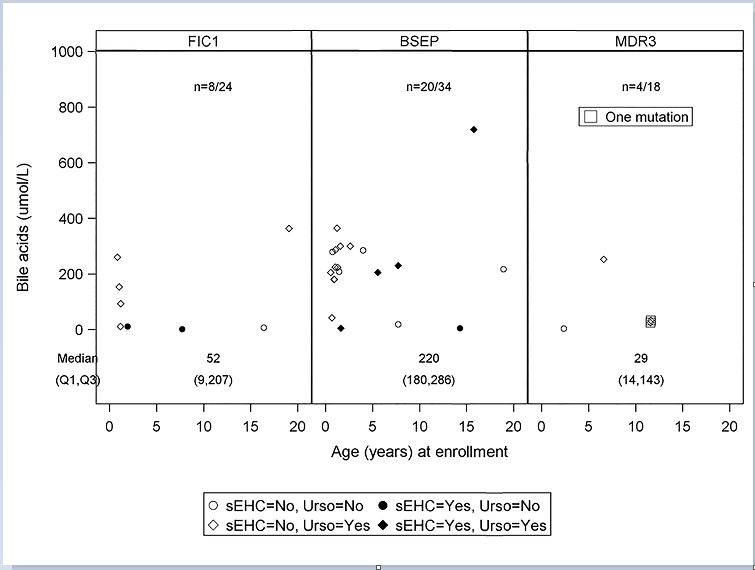 FIC1 BSEP MDR3
n=8/24 n=20/34 n=4/18
One mutation
Bile acids (umol/L)
1000
800
600
400
200
0
Median 52 220 29
(Q1,Q3) (9,207) (180,286) (14,143)
0 5 10 15 20 0 5 10 15 20 0 5 10 15 20
Age (years) at enrollment
sEHC=No, Urso=No sEHC=Yes, Urso=No
sEHC=No, Urso=Yes sEHC=Yes, Urso=Yes